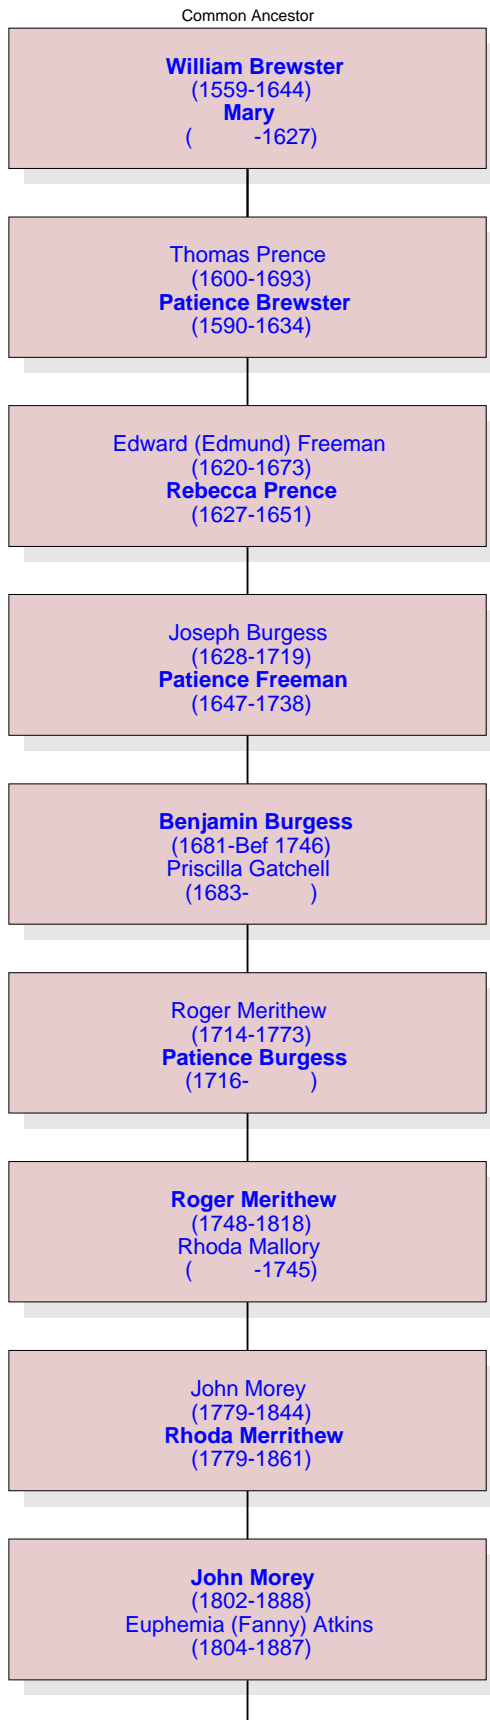 Common Ancestor
William Brewster
(1559-1644)
Mary
( -1627)
Thomas Prence
(1600-1693)
Patience Brewster
(1590-1634)
Edward (Edmund) Freeman
(1620-1673)
Rebecca Prence
(1627-1651)
Joseph Burgess
(1628-1719)
Patience Freeman
(1647-1738)
Benjamin Burgess
(1681-Bef 1746)
Priscilla Gatchell
(1683- )
Roger Merithew
(1714-1773)
Patience Burgess
(1716- )
Roger Merithew
(1748-1818)
Rhoda Mallory
( -1745)
John Morey
(1779-1844)
Rhoda Merrithew
(1779-1861)
John Morey
(1802-1888)
Euphemia (Fanny) Atkins
(1804-1887)